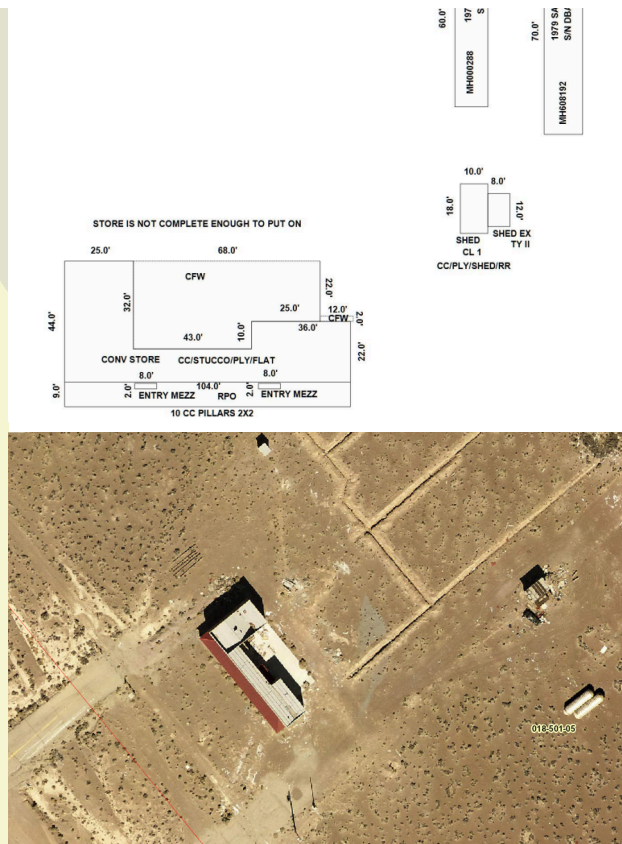 60.0'
197
S
MH000288
70.0'
1979 SA
S/N DBA
MH608192
10.0'
8.0'
18.0'
12.0'
SHED
CL 1
SHED EX
TY II
CC/PLY/SHED/RR
STORE IS NOT COMPLETE ENOUGH TO PUT ON
25.0'
68.0'
CFW
32.0'
22.0'
44.0'
25.0'
12.0'
CFW
2.0'
36.0'
10.0'
43.0'
22.0'
CONV STORE
CC/STUCCO/PLY/FLAT
8.0'
8.0'
9.0'
2.0'
104.0'
2.0'
ENTRY MEZZ
RPO
ENTRY MEZZ
10 CC PILLARS 2X2
018-501-05